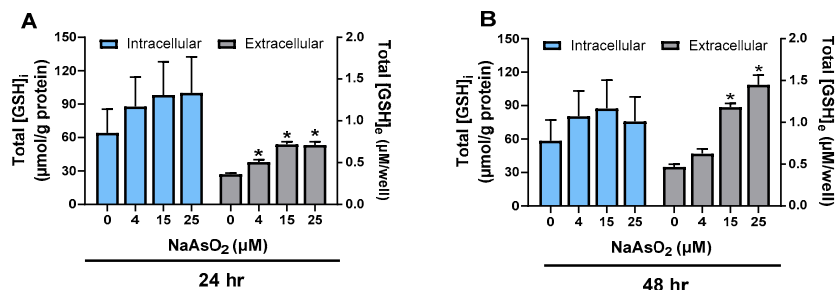 A
Intracellular Extracellular
Total [GSH]i
(μmol/g protein)
150
120
90
60
30
0
2.0
1.5
1.0
0.5
0.0
Total [GSH]e
(μM/well)
* * *
0 4 15 25 0 4 15 25
NaAsO2 (μM)
24 hr
B
Intracellular Extracellular
Total [GSH]i
(μmol/g protein)
150
120
90
60
30
0
2.0
1.5
1.0
0.5
0.0
Total [GSH]e
(μM/well)
* *
0 4 15 25 0 4 15 25
NaAsO2 (μM)
48 hr